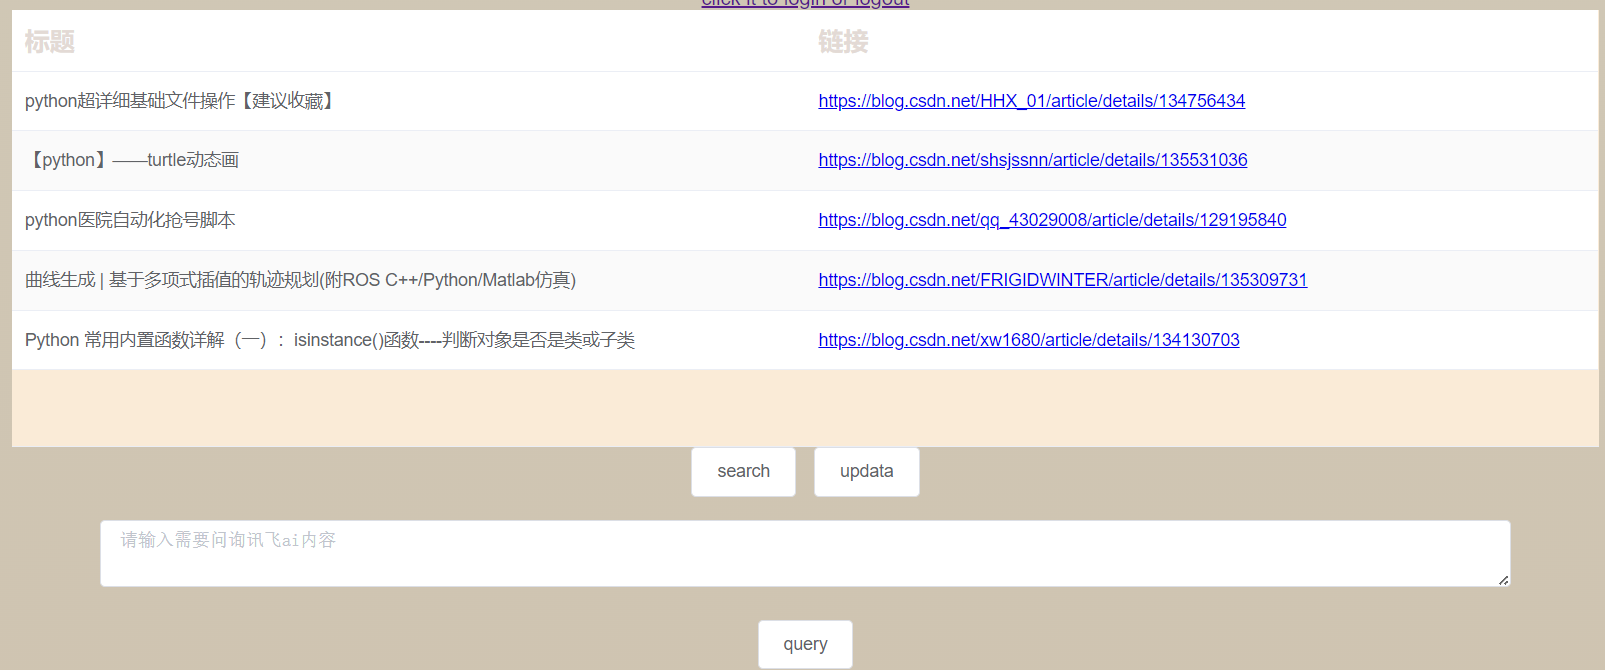 click it to login or logout
标题 链接
python超详细基础文件操作【建议收藏】 https://blog.csdn.net/HHX_01/article/details/134756434
【python】——turtle动态画 https://blog.csdn.net/shsjssnn/article/details/135531036
python医院自动化抢号脚本 https://blog.csdn.net/qq_43029008/article/details/129195840
曲线生成 | 基于多项式插值的轨迹规划(附ROS C++/Python/Matlab仿真) https://blog.csdn.net/FRIGIDWINTER/article/details/135309731
Python 常用内置函数详解（一）：isinstance()函数----判断对象是否是类或子类 https://blog.csdn.net/xw1680/article/details/134130703
search updata
请输入需要问询讯飞ai内容
query